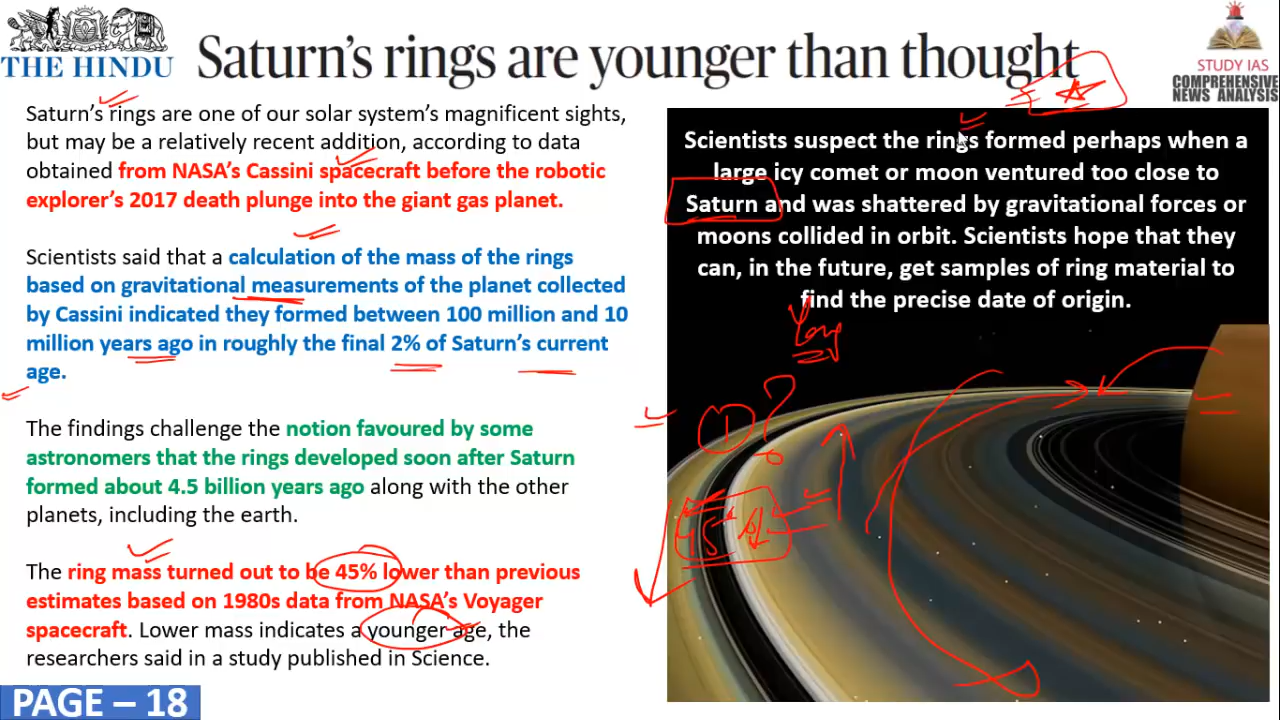 THE HINDU
Saturn's rings are younger than thought
STUDY IAS
COMPREHENSIVE
NEWS ANALYSIS
Saturn's rings are one of our solar system's magnificent sights,
but may be a relatively recent addition, according to data
obtained from NASA's Cassini spacecraft before the robotic
explorer's 2017 death plunge into the giant gas planet.
Scientists said that a calculation of the mass of the rings
based on gravitational measurements of the planet collected
by Cassini indicated they formed between 100 million and 10
million years ago in roughly the final 2% of Saturn's current
age.
The findings challenge the notion favoured by some
astronomers that the rings developed soon after Saturn
formed about 4.5 billion years ago along with the other
planets, including the earth.
The ring mass turned out to be 45% lower than previous
estimates based on 1980s data from NASA's Voyager
spacecraft. Lower mass indicates a younger age, the
researchers said in a study published in Science.
PAGE – 18
Scientists suspect the rings formed perhaps when a
large icy comet or moon ventured too close to
Saturn and was shattered by gravitational forces or
moons collided in orbit. Scientists hope that they
can, in the future, get samples of ring material to
find the precise date of origin.
1 ?